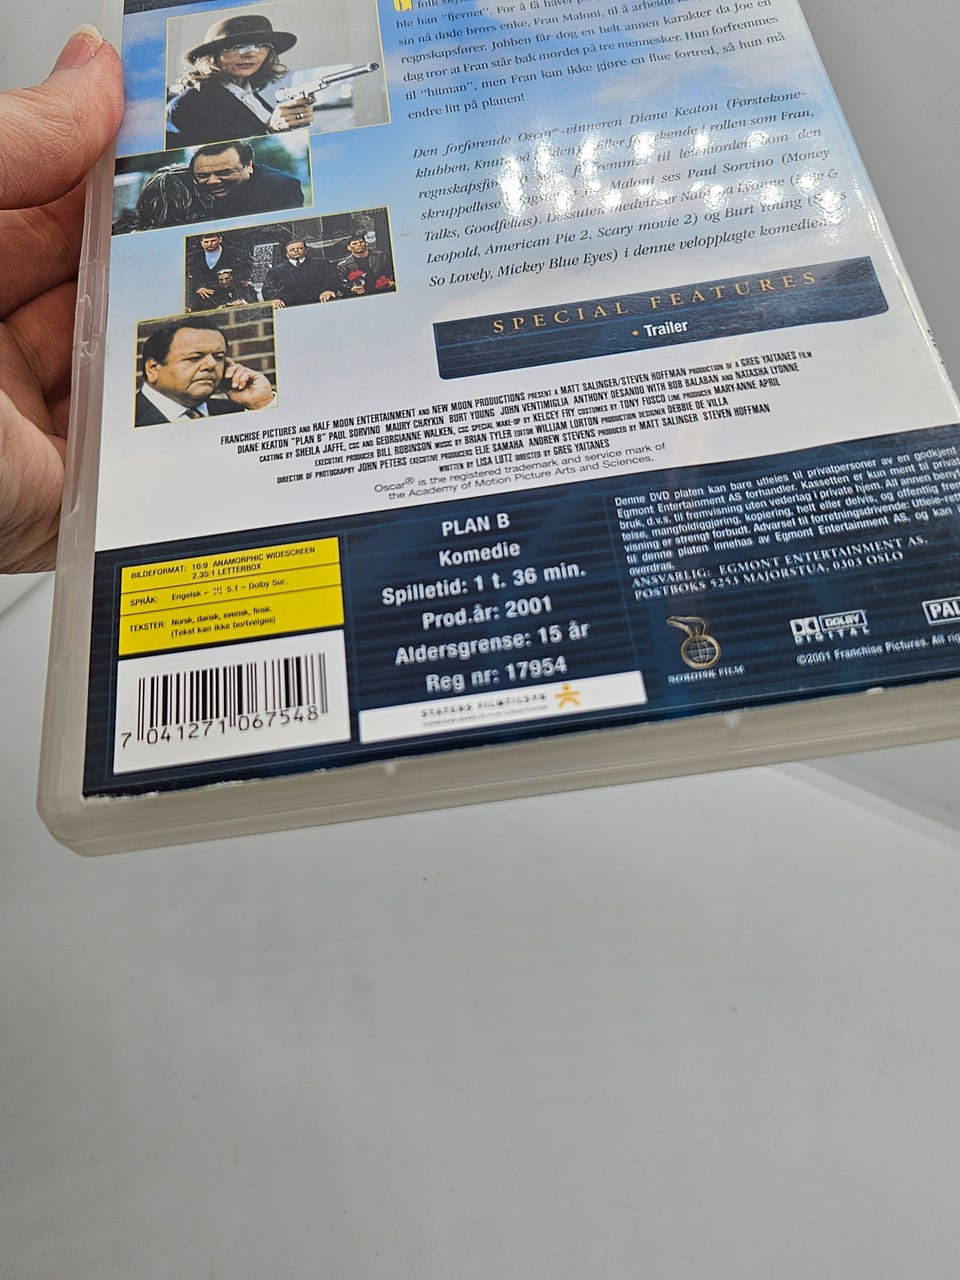 folk
ble han "fjernet". For å få
sin nå døde brors enke, Fran Maloni, til å arbeide
regnskapsfører. Jobben får dog en helt annen karakter da Joe en
dag tror at Fran står bak mordet på tre mennesker. Hun forfremmes
til "hitman", men Fran kan ikke gjøre en flue fortred, så hun må
endre litt på planen!
Den forførende Oscar®-vinneren Diane Keaton (Førstekone-
klubben, i rollen som Fran,
til leiemorder som den
skruppelløse Maloni ses Paul Sorvino (Money
Talks, Goodfellas). Dessuten medvirker Lyonne &
Leopold, American Pie 2, Scary movie 2) og Burt Young
So Lovely, Mickey Blue Eyes) i denne velopplagte komedien.
SPECIAL FEATURES
• Trailer
FRANCHISE PICTURES AND HALF MOON ENTERTAINMENT AND NEW MOON PRODUCTIONS PRESENT A MATT SALINGER/STEVEN HOFFMAN PRODUCTION OF A GREG YAITANES FILM
DIANE KEATON "PLAN B" PAUL SORVINO MAURY CHAYKIN BURT YOUNG JOHN VENTIMIGLIA ANTHONY DESANDO WITH BOB BALABAN AND NATASHA LYONNE
CASTING BY SHEILA JAFFE, CSC AND GEORGIANNE WALKEN, CSC SPECIAL MAKE-UP BY KELCEY FRY COSTUMES BY TONY FUSCO LINE PRODUCER MARY-ANNE APRIL
EXECUTIVE PRODUCER BILL ROBINSON MUSIC BY BRIAN TYLER EDITOR WILLIAM LORTON PRODUCTION DESIGNER DEBBIE DE VILLA
DIRECTOR OF PHOTOGRAPHY JOHN PETERS EXECUTIVE PRODUCERS ELIE SAMAHA ANDREW STEVENS PRODUCED BY MATT SALINGER STEVEN HOFFMAN
WRITTEN BY LISA LUTZ DIRECTED BY GREG YAITANES
Oscar® is the registered trademark and service mark of
the Academy of Motion Picture Arts and Sciences.
BILDEFORMAT: 16:9 ANAMORPHIC WIDESCREEN
2.35:1 LETTERBOX
SPRÅK: Engelsk – 5.1 – Dolby Sur.
TEKSTER: Norsk, dansk, svensk, finsk.
(Tekst kan ikke bortvelges)
7 041271 067548
PLAN B
Komedie
Spilletid: 1 t. 36 min.
Prod.år: 2001
Aldersgrense: 15 år
Reg nr: 17954
STATENS FILMTILSYN
Denne DVD platen kan bare utleies til privatpersoner av en godkjent
Egmont Entertainment AS forhandler. Kassetten er kun ment til privat
bruk, d.v.s. til fremvisning uten vederlag i private hjem. All annen
telse, mangfoldiggjøring, kopiering, helt eller delvis, og offentlig
visning er strengt forbudt. Advarsel til forretningsdrivende:
til denne platen innehas av Egmont Entertainment AS, og kan
overdras.
ANSVARLIG: EGMONT ENTERTAINMENT AS.
POSTBOKS 5253 MAJORSTUA, 0303 OSLO
NORDISK FILM
DOLBY
DIGITAL
PAL
©2001 Franchise Pictures. All